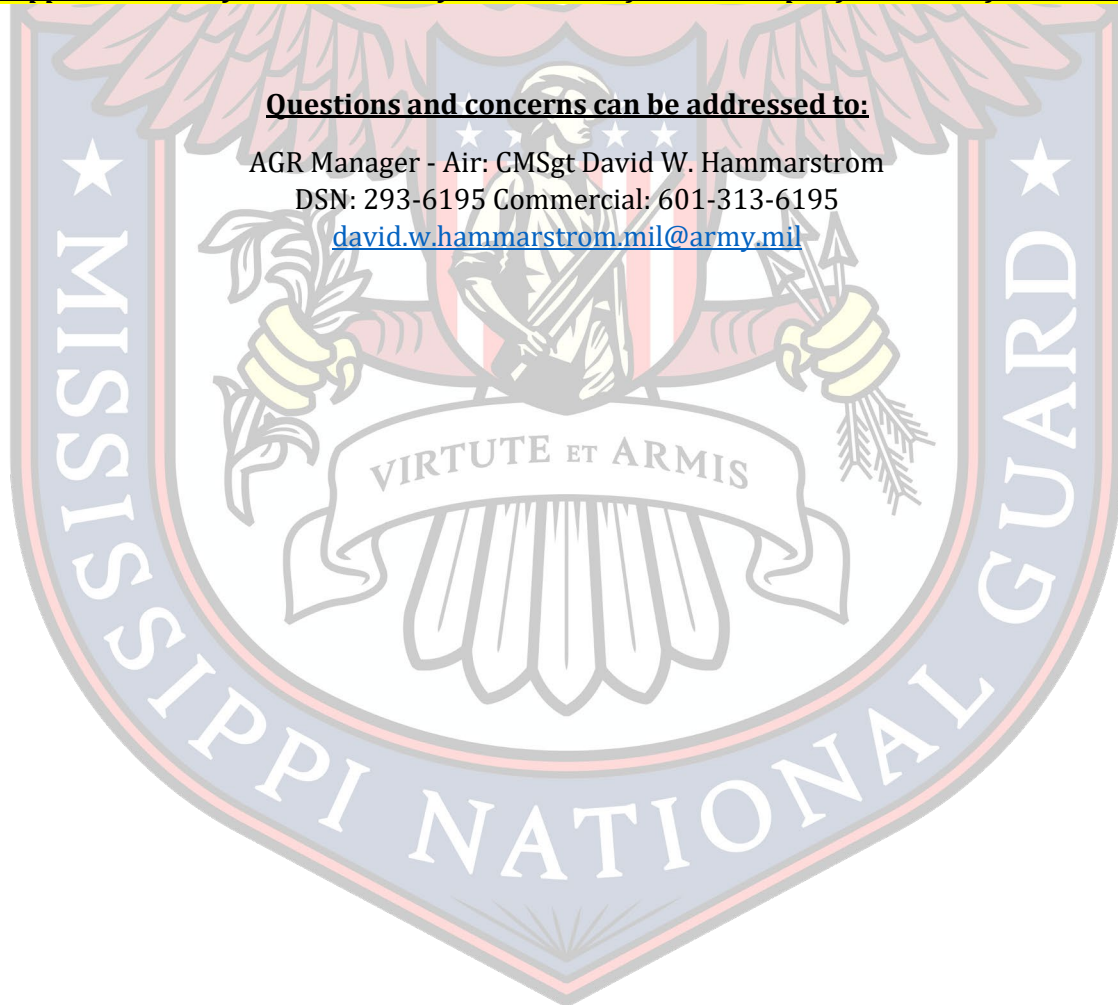 Questions and concerns can be addressed to:
AGR Manager - Air: CMSgt David W. Hammarstrom
DSN: 293-6195 Commercial: 601-313-6195
david.w.hammarstrom.mil@army.mil
VIRTUTE ET ARMIS
MISSISSIPPI NATIONAL GUARD